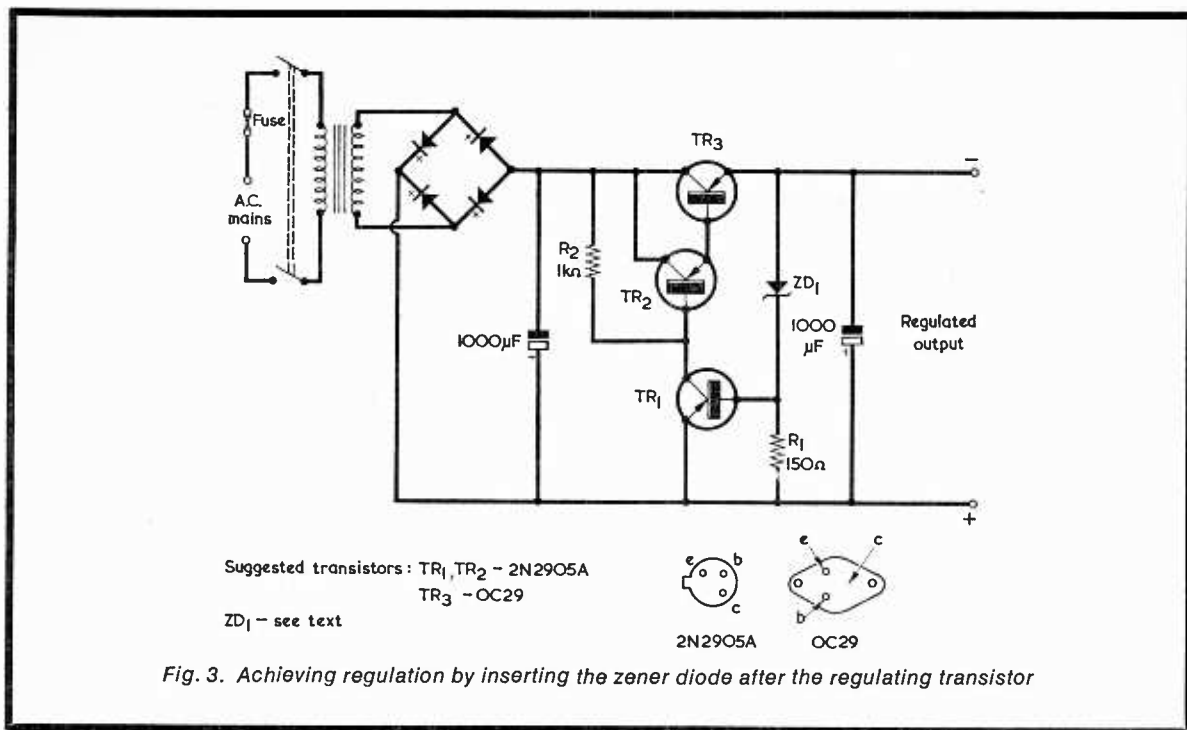 Fuse
A.C.
mains
R2
1kΩ
1000µF
+
TR3
TR2
TR1
ZD1
R1
150Ω
1000
µF
+
Regulated
output
−
+
Suggested transistors : TR1, TR2 – 2N2905A
TR3 – OC29
ZD1 – see text
e
b
c
2N2905A
e
c
b
OC29
Fig. 3. Achieving regulation by inserting the zener diode after the regulating transistor